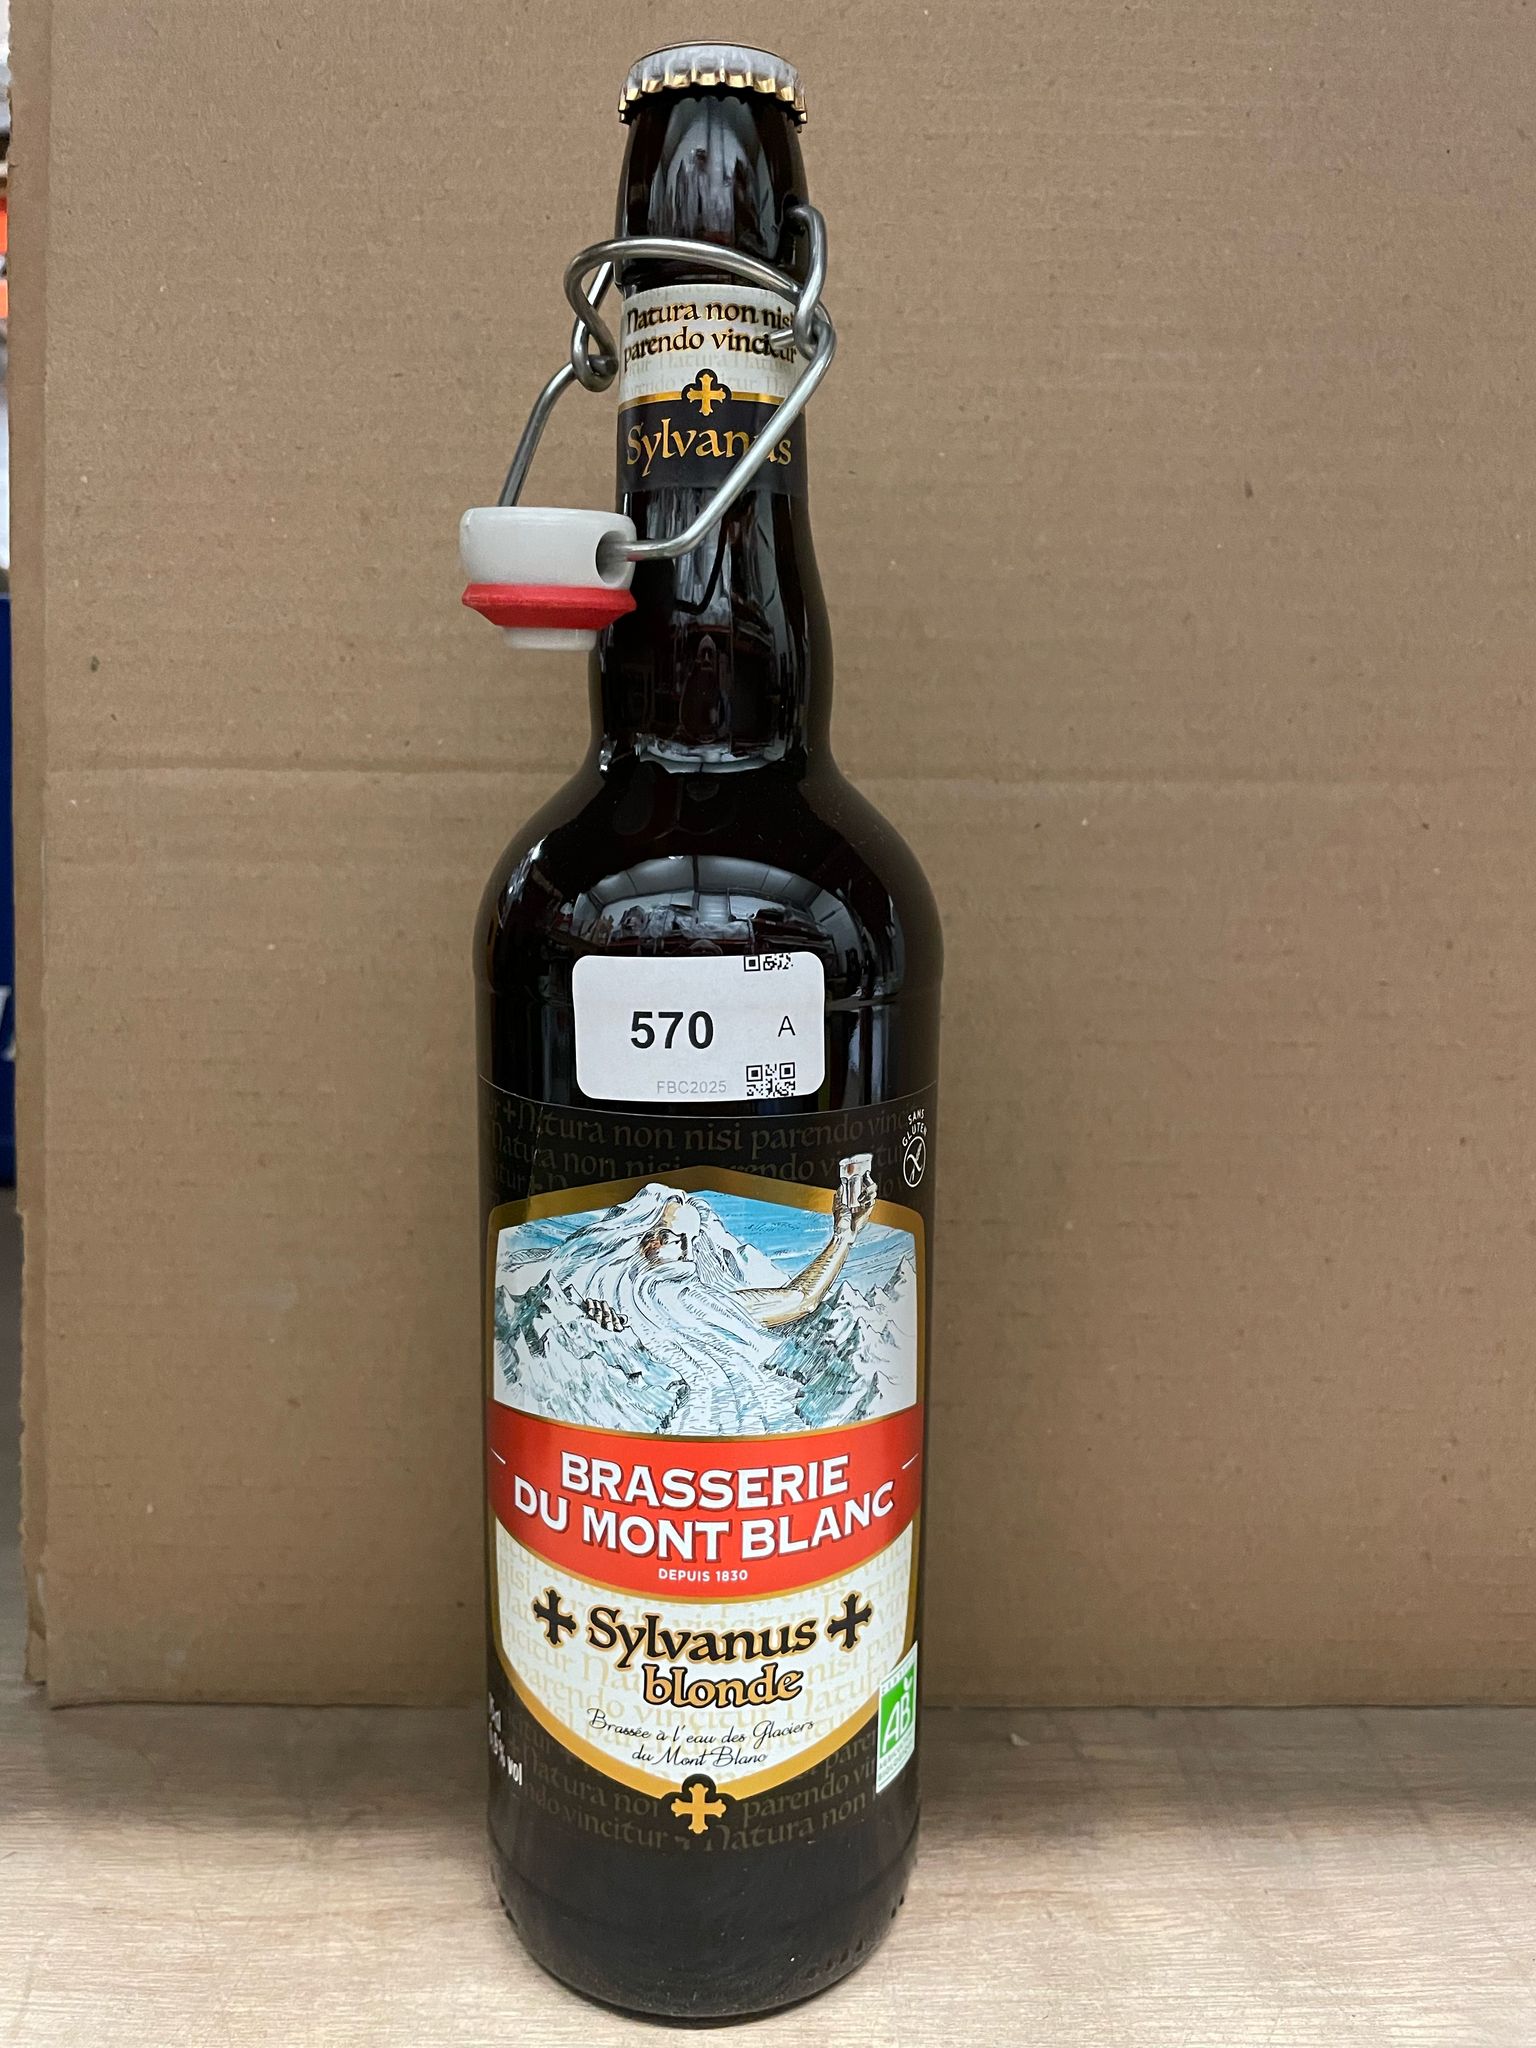 Natura non nisi
parendo vincitur
Sylvanus
570
A
FBC2025
Natura non nisi parendo
SANS
GLUTEN
BRASSERIE
DU MONT BLANC
DEPUIS 1830
Sylvanus
blonde
Brassée à l'eau des Glaciers
du Mont Blanc
AB
% vol